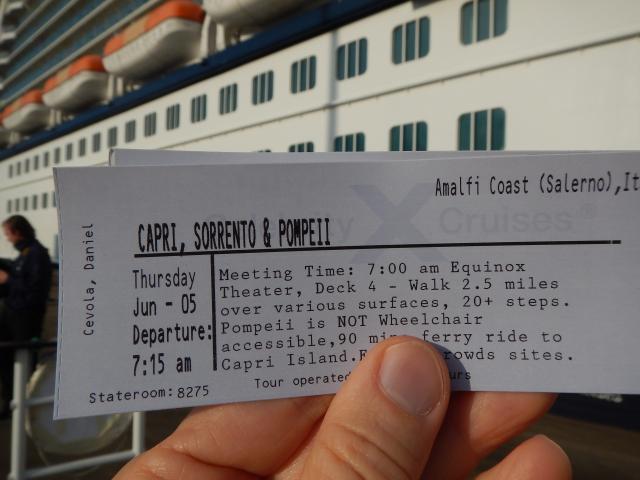 Amalfi Coast (Salerno),It
Cruises®
CAPRI, SORRENTO & POMPEII
Cevola, Daniel
Thursday
Jun - 05
Departure:
7:15 am
Meeting Time: 7:00 am Equinox
Theater, Deck 4 - Walk 2.5 miles
over various surfaces, 20+ steps.
Pompeii is NOT Wheelchair
accessible,90 min ferry ride to
Capri Island. sites.
Stateroom: 8275
Tour operated